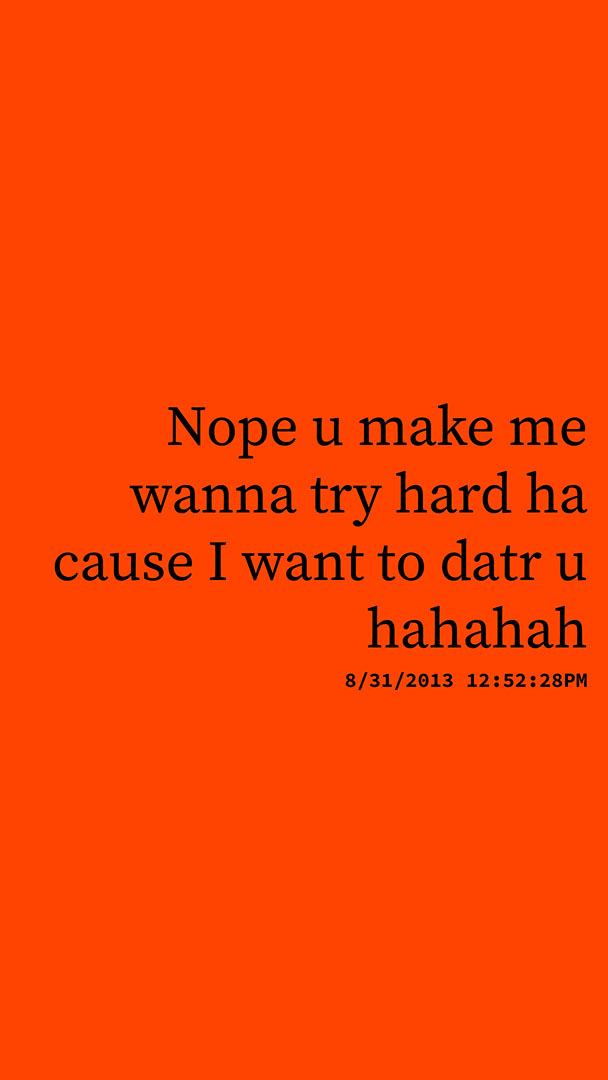 Nope u make me
wanna try hard ha
cause I want to datr u
hahahah
8/31/2013 12:52:28PM